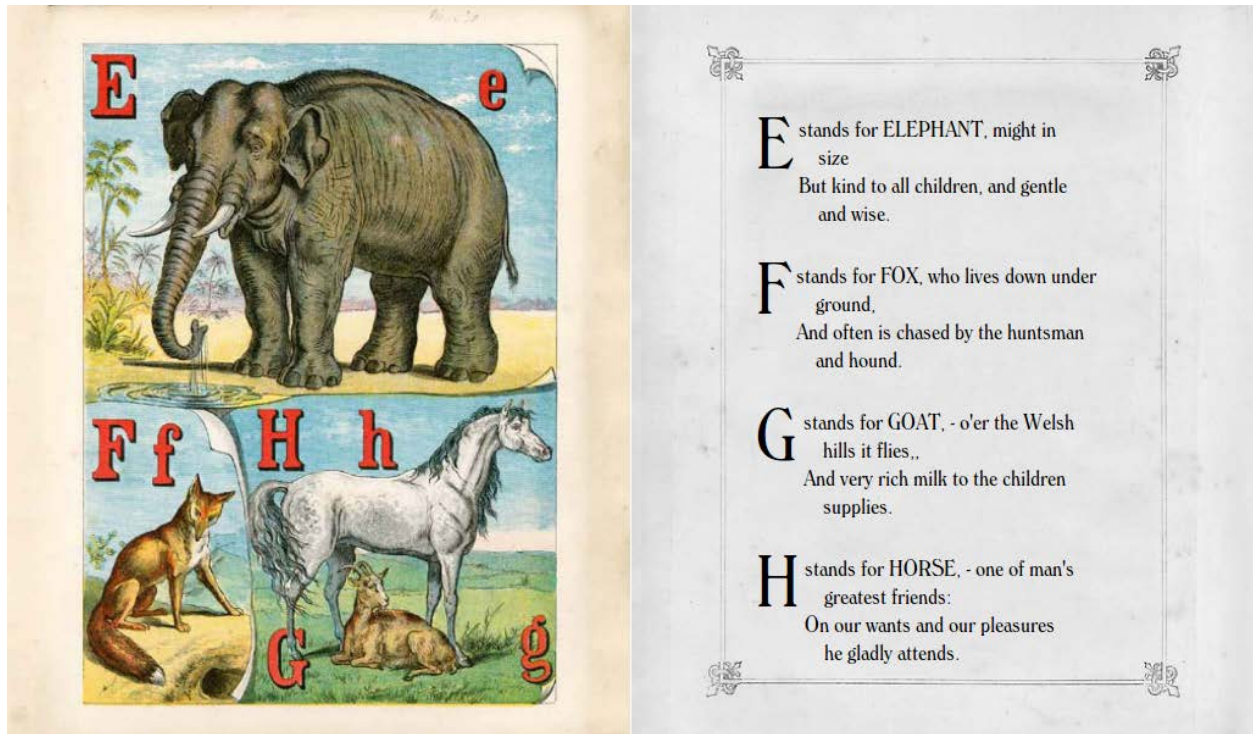 E e
F f H h
G g
E stands for ELEPHANT, might in
size
But kind to all children, and gentle
and wise.
F stands for FOX, who lives down under
ground,
And often is chased by the huntsman
and hound.
G stands for GOAT, - o'er the Welsh
hills it flies,,
And very rich milk to the children
supplies.
H stands for HORSE, - one of man's
greatest friends:
On our wants and our pleasures
he gladly attends.